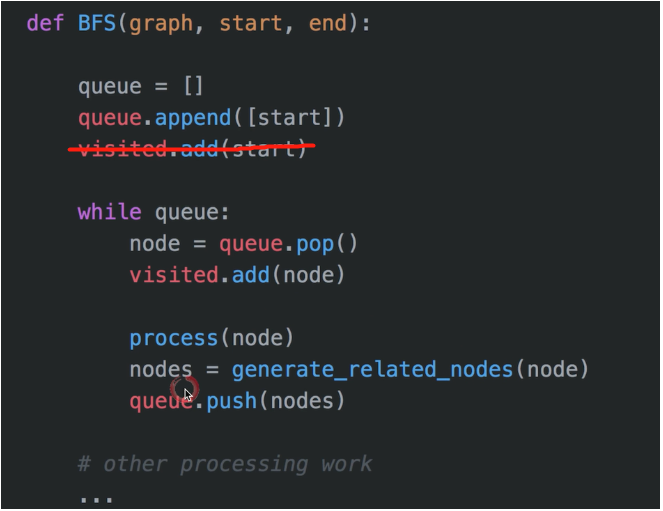 def BFS(graph, start, end):
queue = []
queue.append([start])
visited.add(start)
while queue:
node = queue.pop()
visited.add(node)
process(node)
nodes = generate_related_nodes(node)
queue.push(nodes)
# other processing work
...